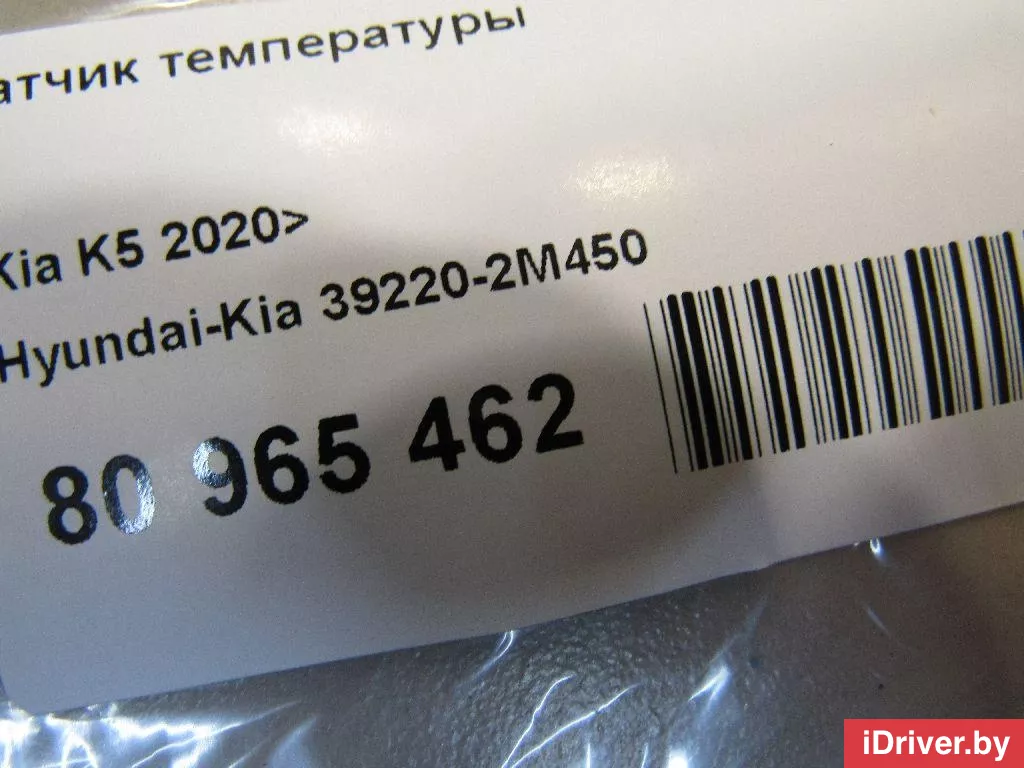 атчик температуры
Kia K5 2020>
Hyundai-Kia 39220-2M450
80 965 462
iDriver.by